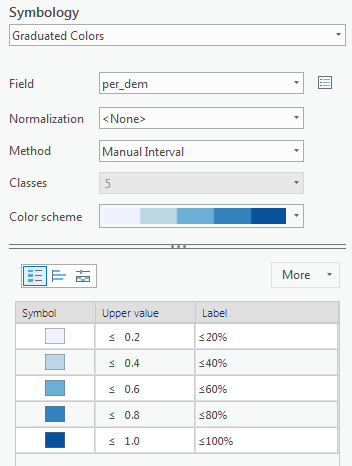 Symbology
Graduated Colors
Field per_dem
Normalization <None>
Method Manual Interval
Classes 5
Color scheme
More
Symbol Upper value Label
≤ 0.2 ≤20%
≤ 0.4 ≤40%
≤ 0.6 ≤60%
≤ 0.8 ≤80%
≤ 1.0 ≤100%